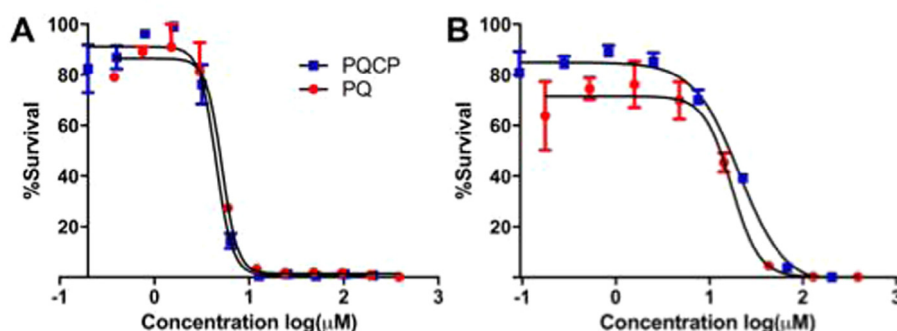 A
B
100
80
60
40
20
%Survival
PQCP
PQ
-1 0 1 2 3
Concentration log(μM)
100
80
60
40
20
%Survival
-1 0 1 2 3
Concentration log(μM)